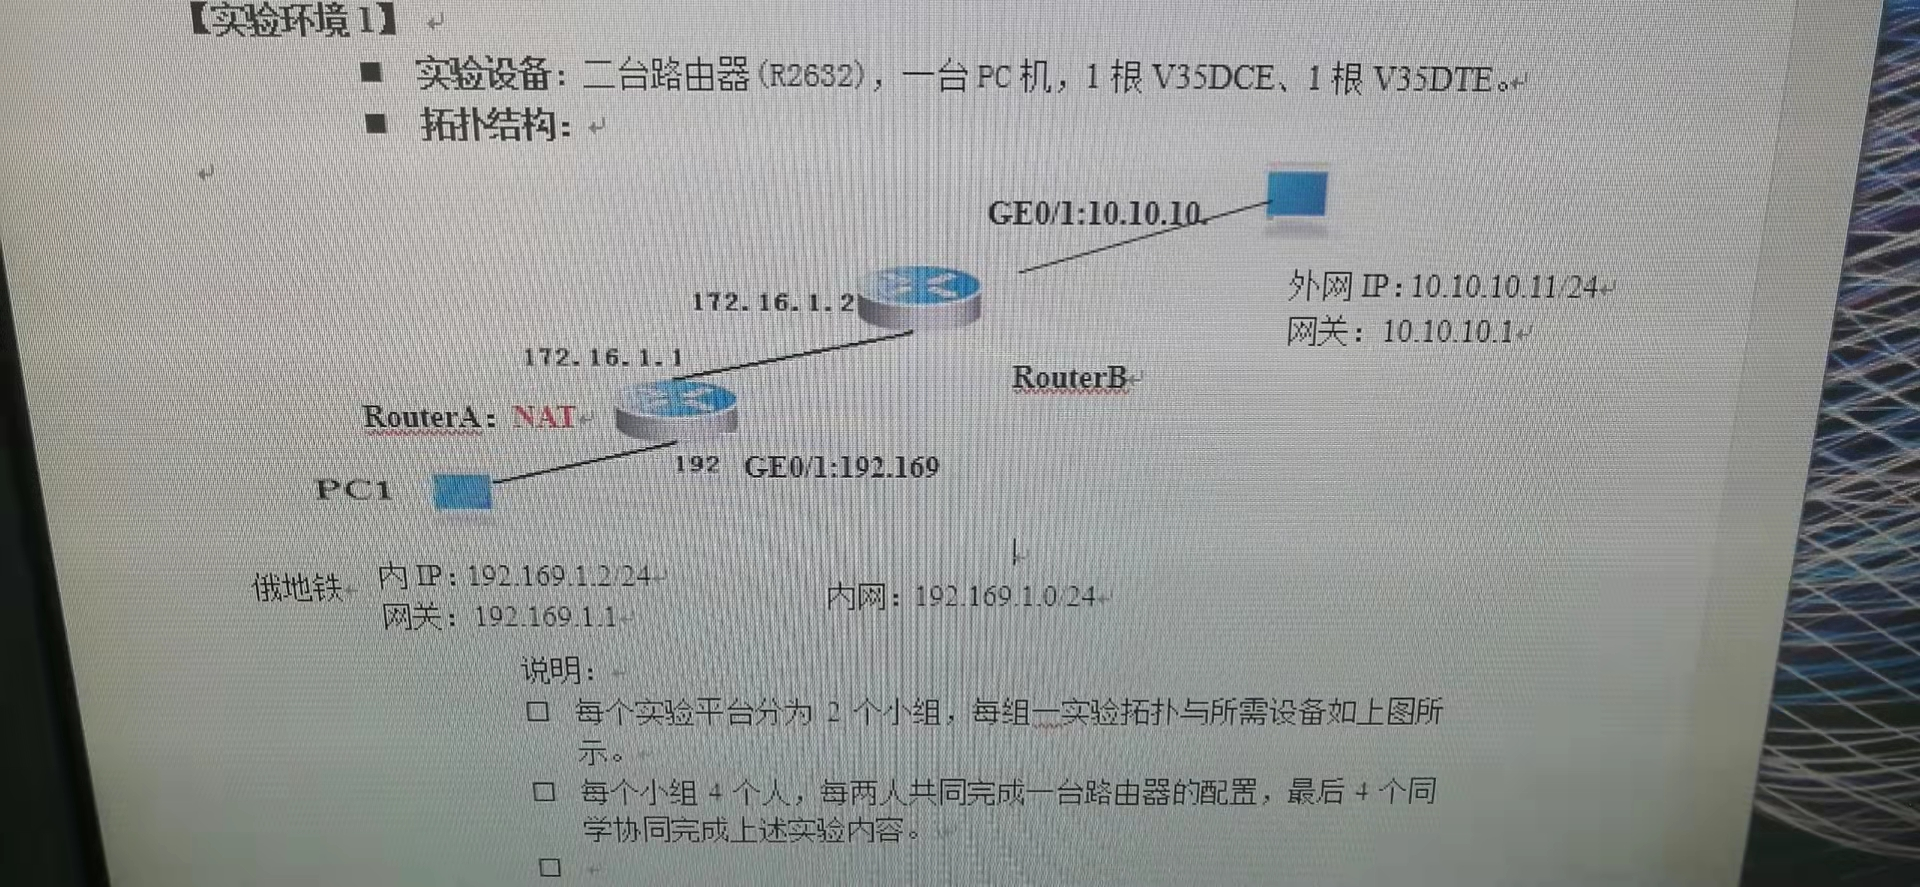 【实验环境1】
■ 实验设备：二台路由器(R2632)，一台PC机，1根V35DCE、1根V35DTE。
■ 拓扑结构：
GE0/1:10.10.10.
外网IP：10.10.10.11/24
172.16.1.2
网关：10.10.10.1
172.16.1.1
RouterB
RouterA：NAT
192 GE0/1:192.169
PC1
俄地铁 内IP：192.169.1.2/24
内网：192.169.1.0/24
网关：192.169.1.1
说明：
□ 每个实验平台分为2个小组，每组一实验拓扑与所需设备如上图所
示。
□ 每个小组4个人，每两人共同完成一台路由器的配置，最后4个同
学协同完成上述实验内容。
□